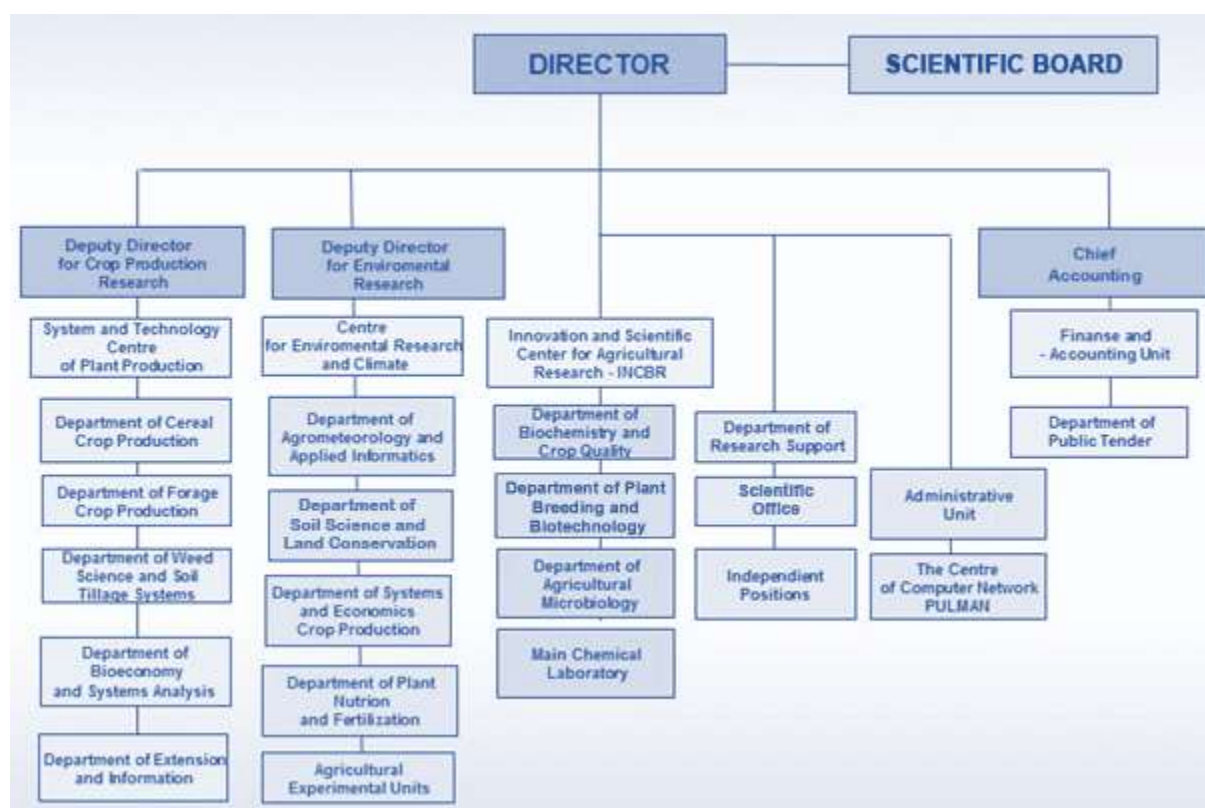 DIRECTOR
SCIENTIFIC BOARD
Deputy Director
for Crop Production
Research
System and Technology
Centre
of Plant Production
Department of Cereal
Crop Production
Department of Forage
Crop Production
Department of Weed
Science and Soil
Tillage Systems
Department of
Bioeconomy
and Systems Analysis
Department of Extension
and Information
Deputy Director
for Enviromental
Research
Centre
for Enviromental Research
and Climate
Department of
Agrometeorology and
Applied Informatics
Department of
Soil Science and
Land Conservation
Department of Systems
and Economics
Crop Production
Department of Plant
Nutrion
and Fertilization
Agricultural
Experimental Units
Innovation and Scientific
Center for Agricultural
Research - INCBR
Department of
Biochemistry and
Crop Quality
Department of Plant
Breeding and
Biotechnology
Department of
Agricultural
Microbiology
Main Chemical
Laboratory
Department of
Research Support
Scientific
Office
Independient
Positions
Administrative
Unit
The Centre
of Computer Network
PULMAN
Chief
Accounting
Finanse and
- Accounting Unit
Department of
Public Tender